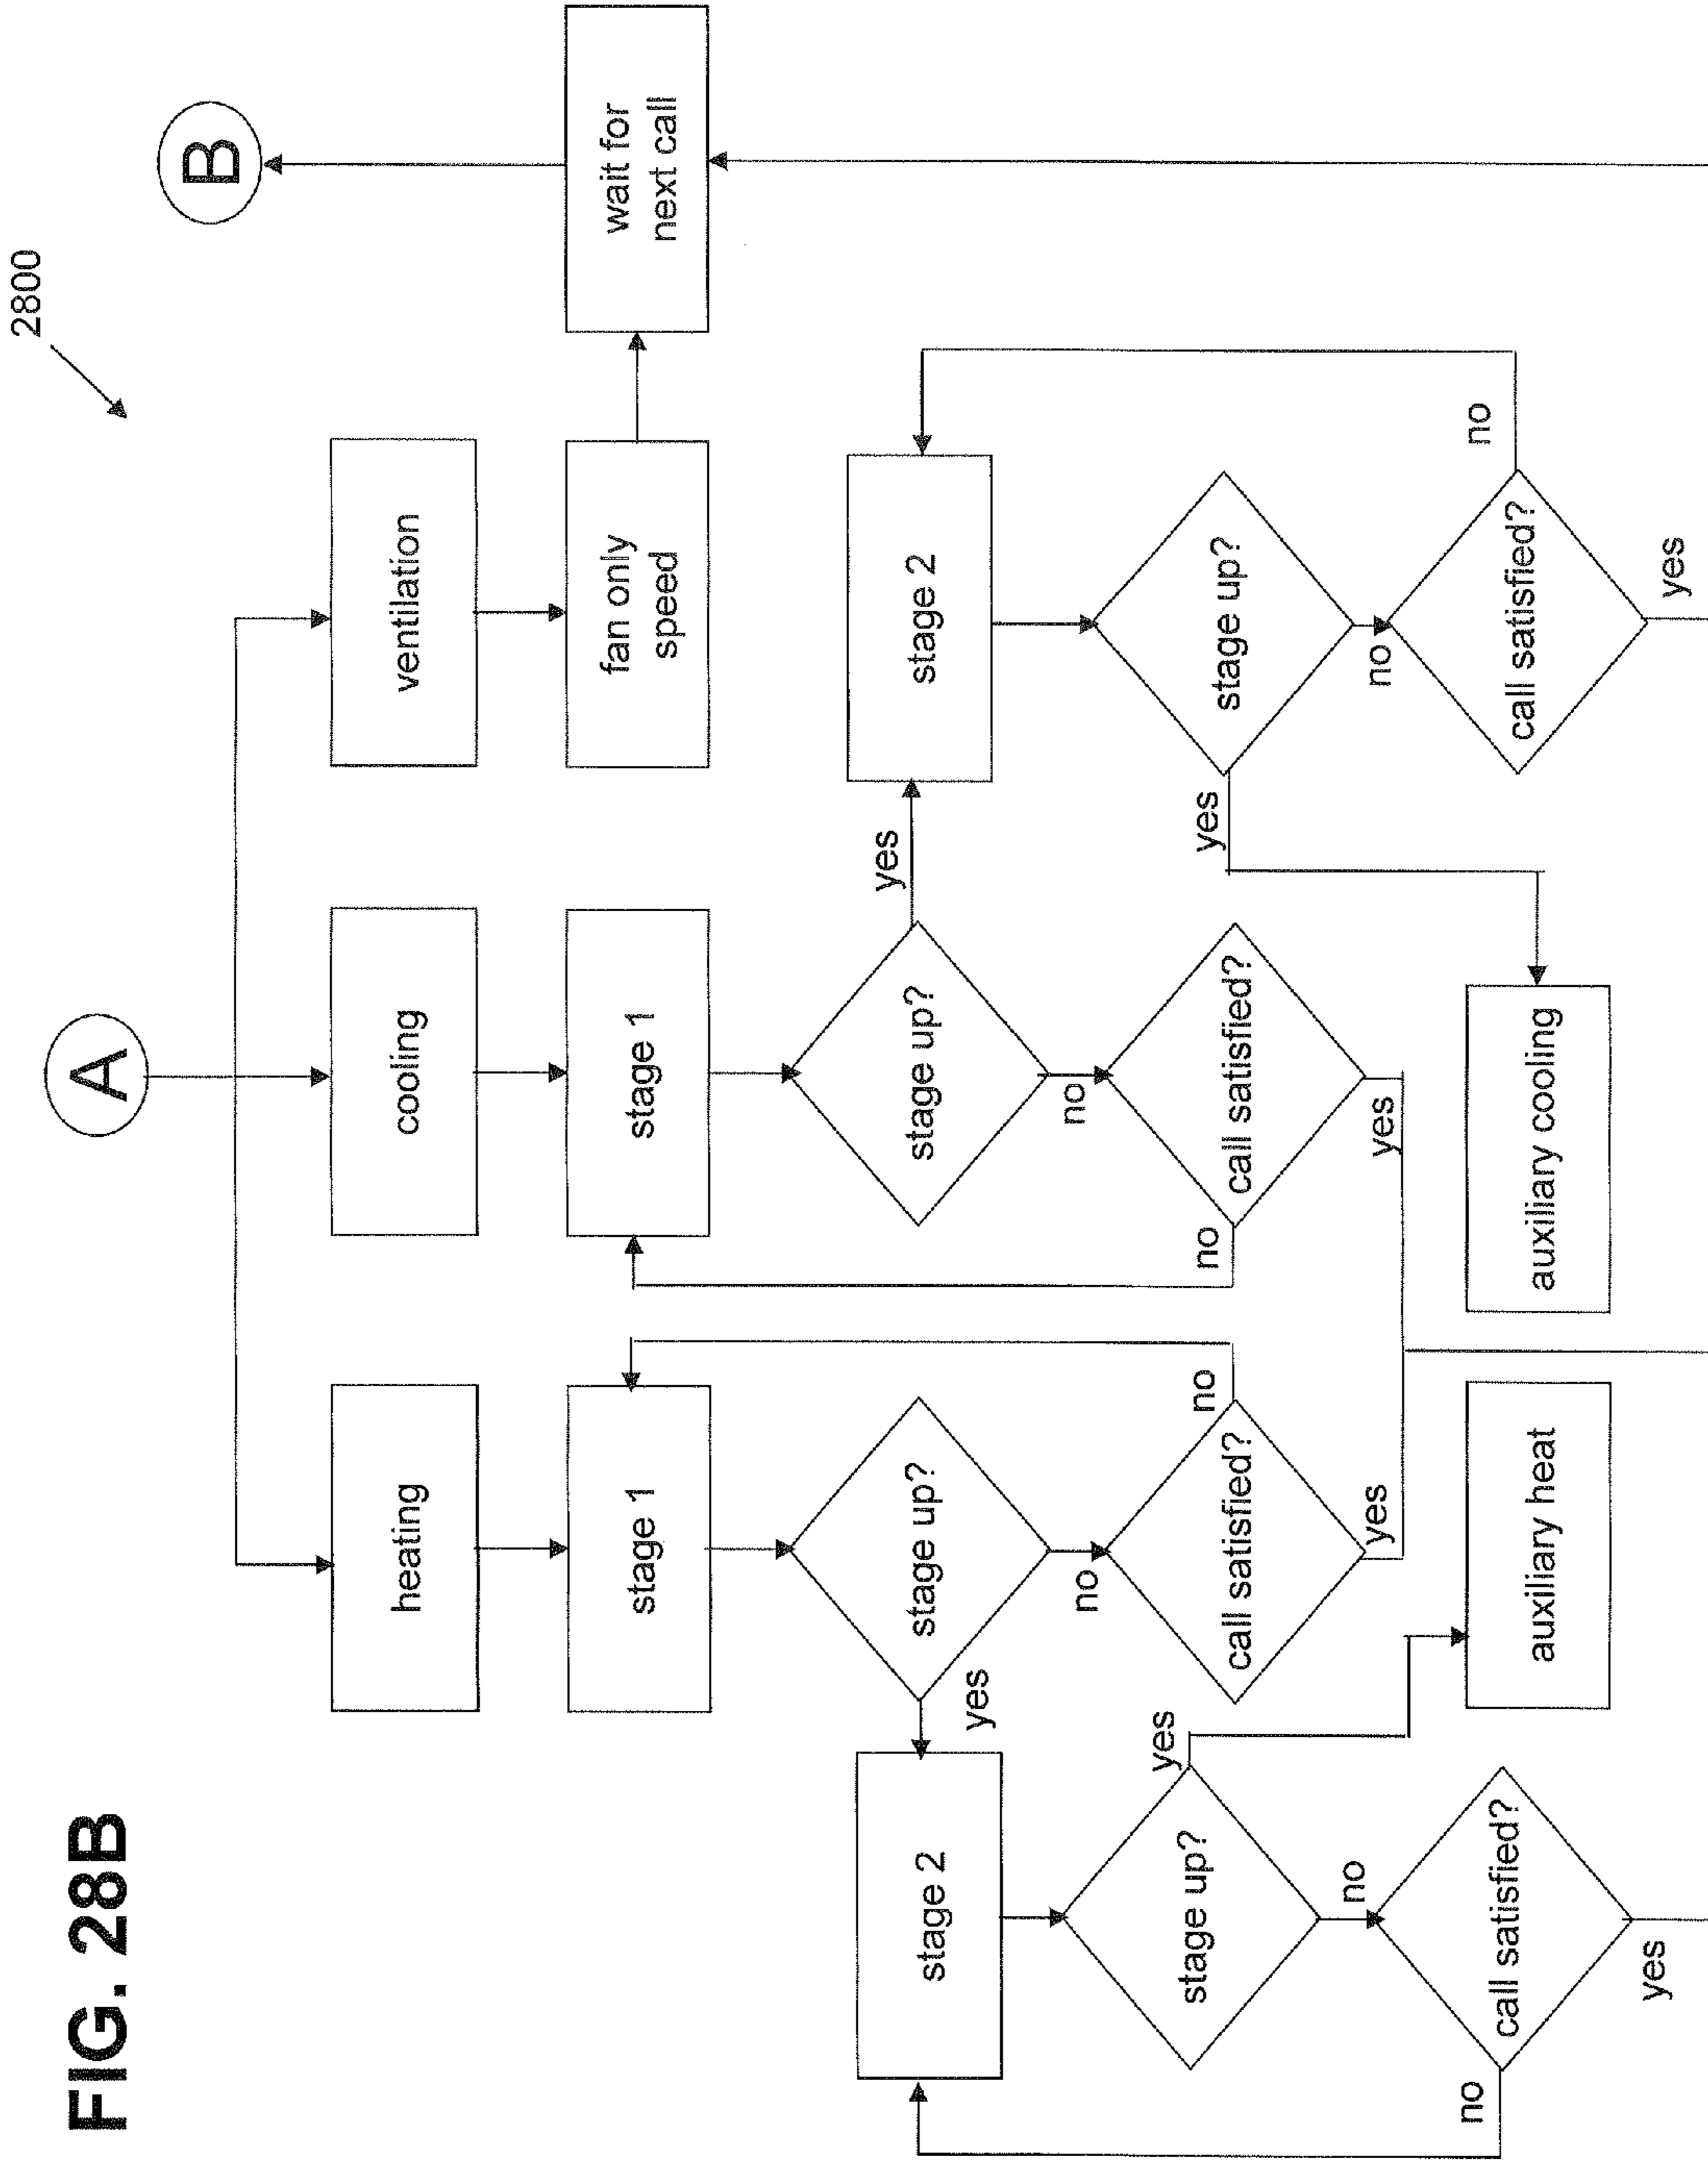 FIG. 28B
2800
A
B
heating
cooling
ventilation
wait for
next call
stage 1
stage 1
fan only
speed
stage up?
yes
stage up?
yes
stage 2
stage 2
no
call satisfied?
no
yes
no
call satisfied?
no
yes
stage up?
yes
no
call satisfied?
no
yes
stage up?
yes
no
call satisfied?
no
yes
auxiliary heat
auxiliary cooling